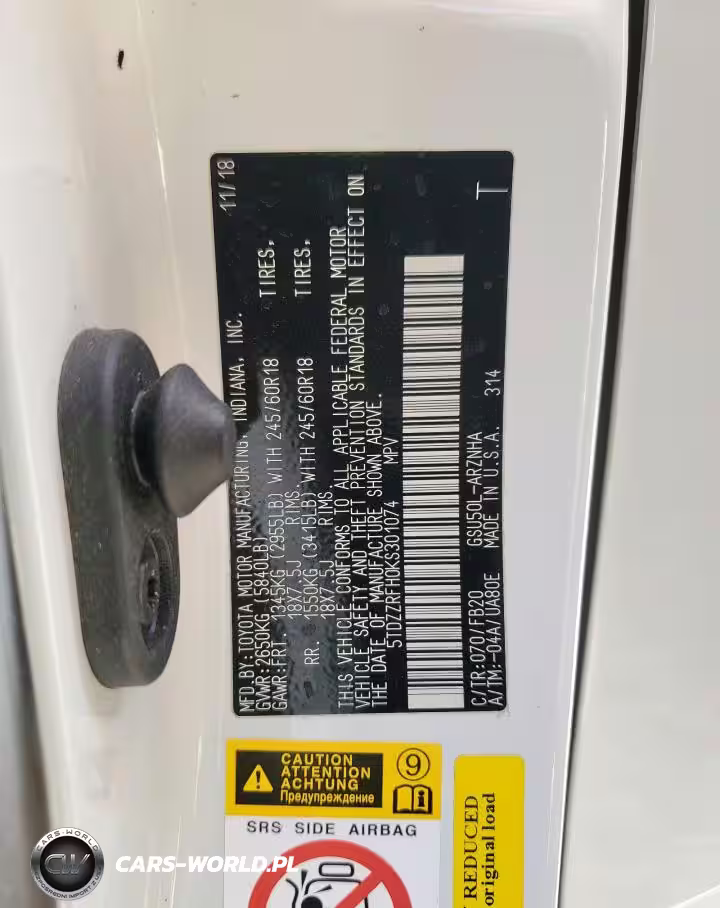 MFD.BY:TOYOTA MOTOR MANUFACTURING, INDIANA, INC. 11/18
GVWR:2650KG (5840LB)
GAWR:FRT. 1345KG (2955LB) WITH 245/60R18 TIRES,
18X7.5J RIMS.
RR. 1550KG (3415LB) WITH 245/60R18 TIRES,
18X7.5J RIMS.
THIS VEHICLE CONFORMS TO ALL APPLICABLE FEDERAL MOTOR
VEHICLE SAFETY AND THEFT PREVENTION STANDARDS IN EFFECT ON
THE DATE OF MANUFACTURE SHOWN ABOVE.
5TDZZRFH0KS301074 MPV
C/TR:070/FB20 GSU50L-ARZNHA
A/TM:-04A/UA80E MADE IN U.S.A. 314 T
CAUTION
ATTENTION
ACHTUNG
Предупреждение
9
SRS SIDE AIRBAG
REDUCED
original load
CARS-WORLD
CW
CARS-WORLD.PL